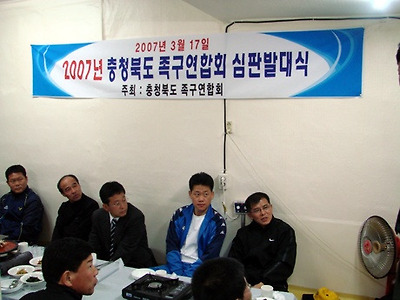 2007년 3월 17일
2007년 충청북도 족구연합회 심판발대식
주최 : 충청북도 족구연합회